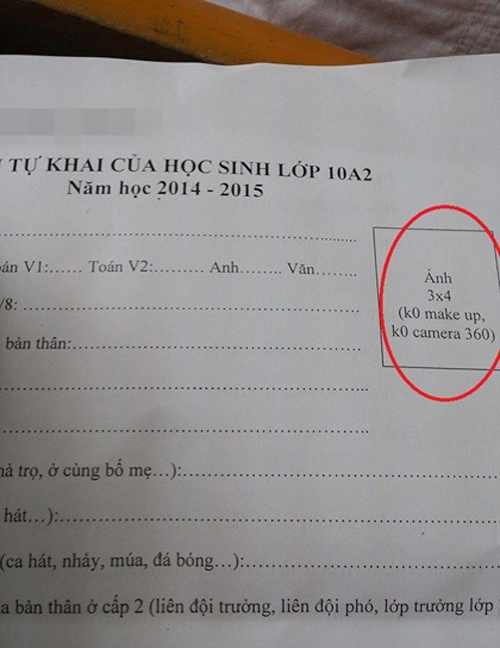 TỰ KHAI CỦA HỌC SINH LỚP 10A2
Năm học 2014 - 2015
V1:...... Toán V2:......... Anh........ Văn........
Ảnh
3x4
(k0 make up,
k0 camera 360)
/8: ..................................................................
bản thân:.......................................................
trọ, ở cùng bố mẹ…):..............................................................
hát…):..............................................................................
(ca hát, nhảy, múa, đá bóng…):...............................................
bản thân ở cấp 2 (liên đội trưởng, liên đội phó, lớp trưởng lớp